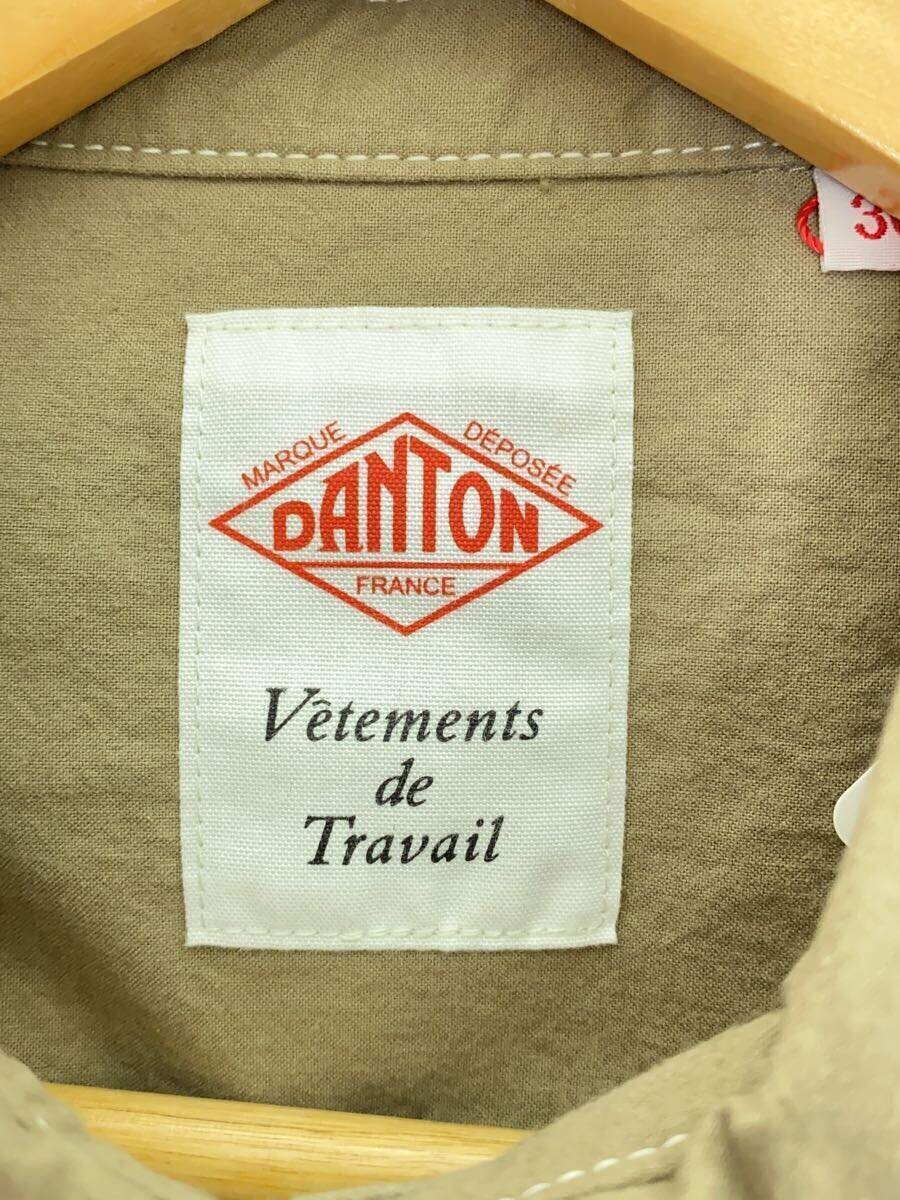 MARQUE DÉPOSÉE
DANTON
FRANCE
Vêtements
de
Travail